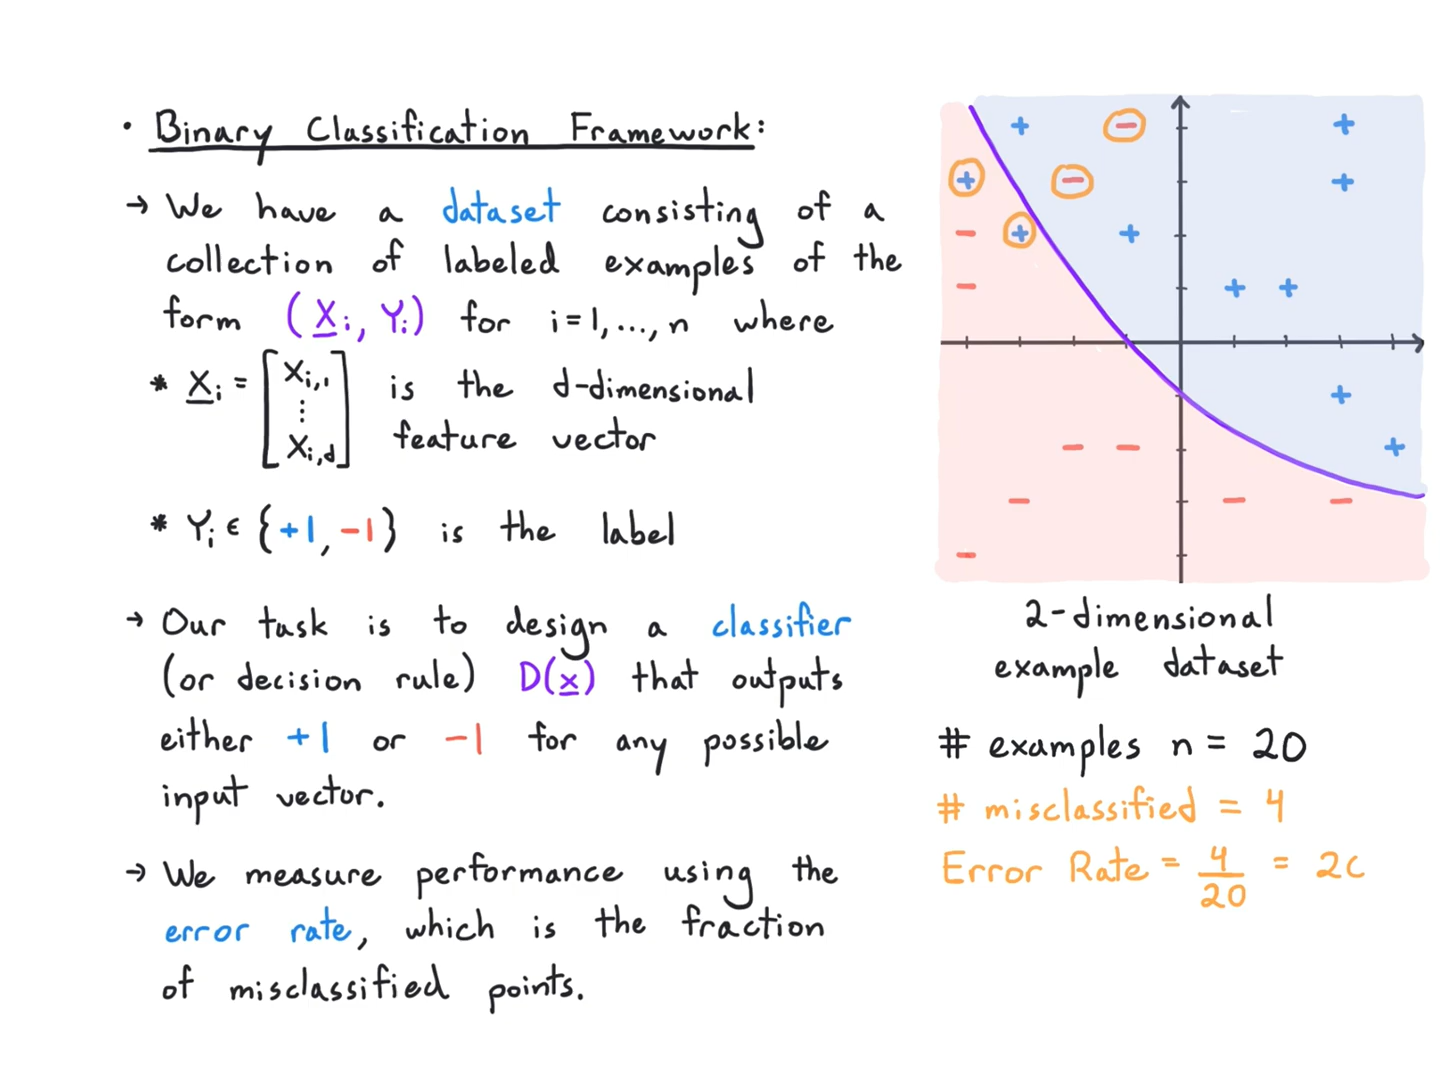 • Binary Classification Framework:
→ We have a dataset consisting of a
collection of labeled examples of the
form (X_i, Y_i) for i=1,...,n where
* X_i = [X_i,1 ⋮ X_i,d] is the d-dimensional
feature vector
* Y_i ∈ {+1, -1} is the label
→ Our task is to design a classifier
(or decision rule) D(x) that outputs
either +1 or -1 for any possible
input vector.
→ We measure performance using the
error rate, which is the fraction
of misclassified points.
2-dimensional
example dataset
# examples n = 20
# misclassified = 4
Error Rate = 4/20 = 2